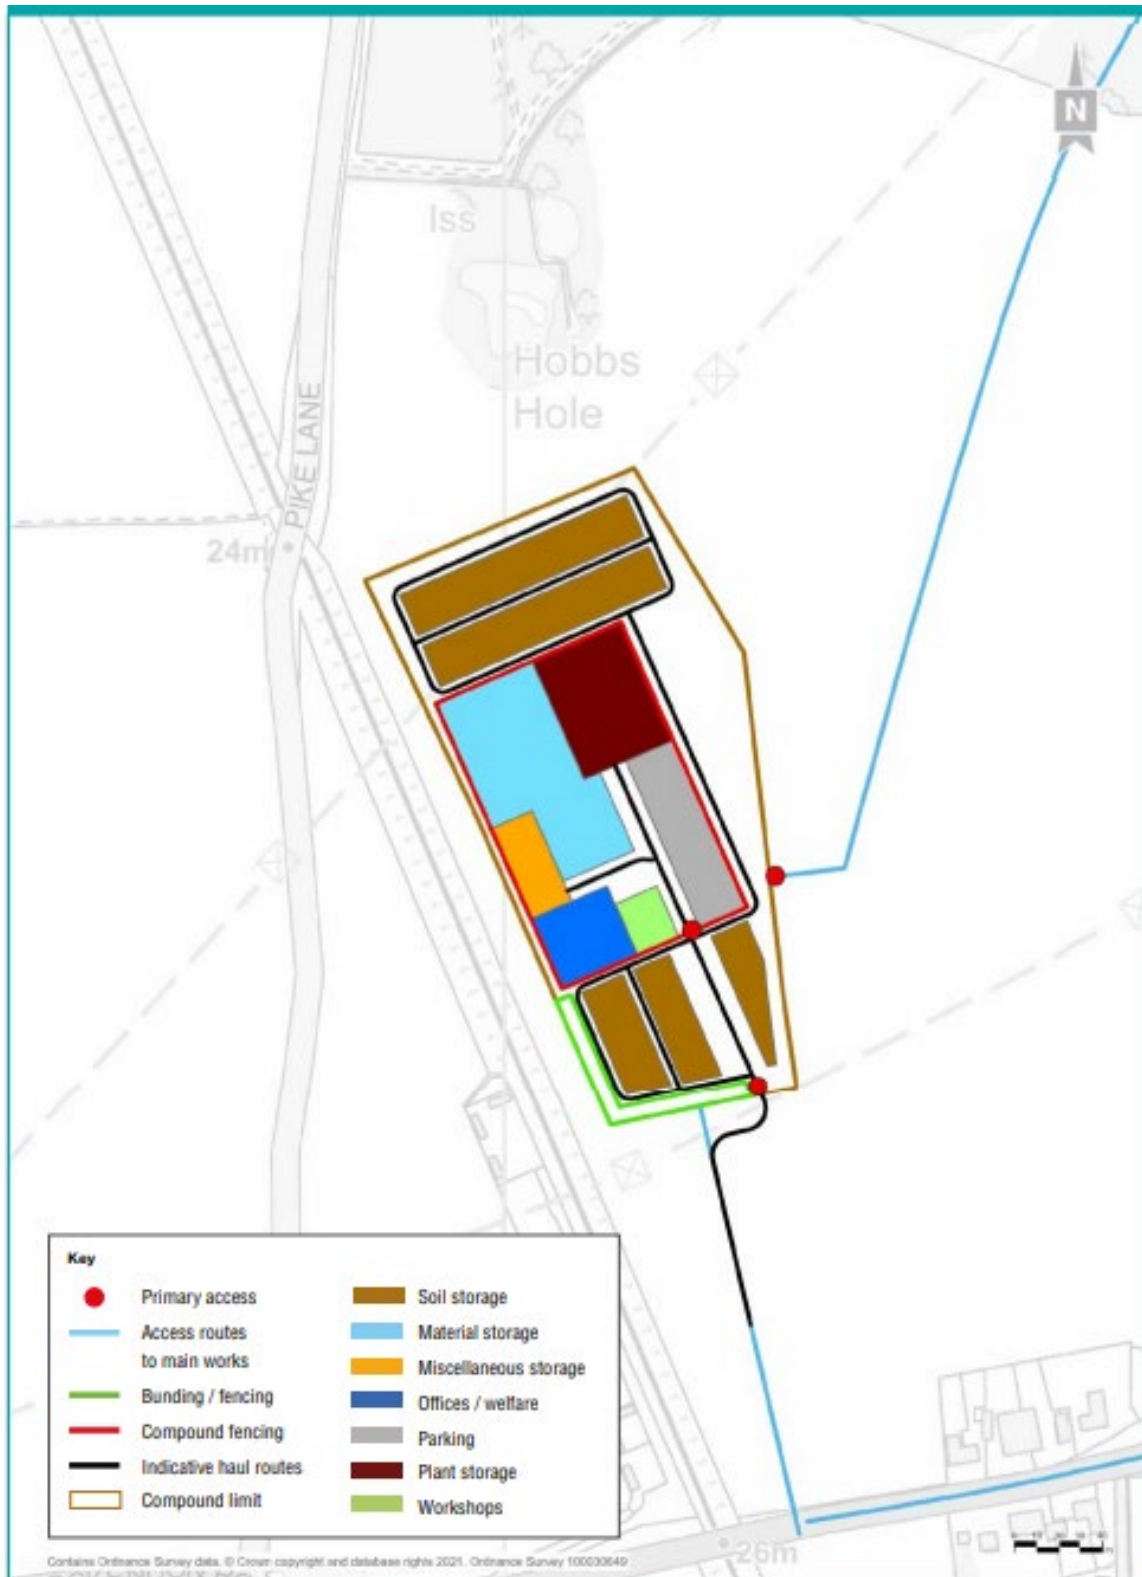 N
Iss
Hobbs
Hole
PIKE LANE
24m
Key
Primary access
Access routes
to main works
Bunding / fencing
Compound fencing
Indicative haul routes
Compound limit
Soil storage
Material storage
Miscellaneous storage
Offices / welfare
Parking
Plant storage
Workshops
26m
Contains Ordnance Survey data. © Crown copyright and database rights 2021. Ordnance Survey 100030649